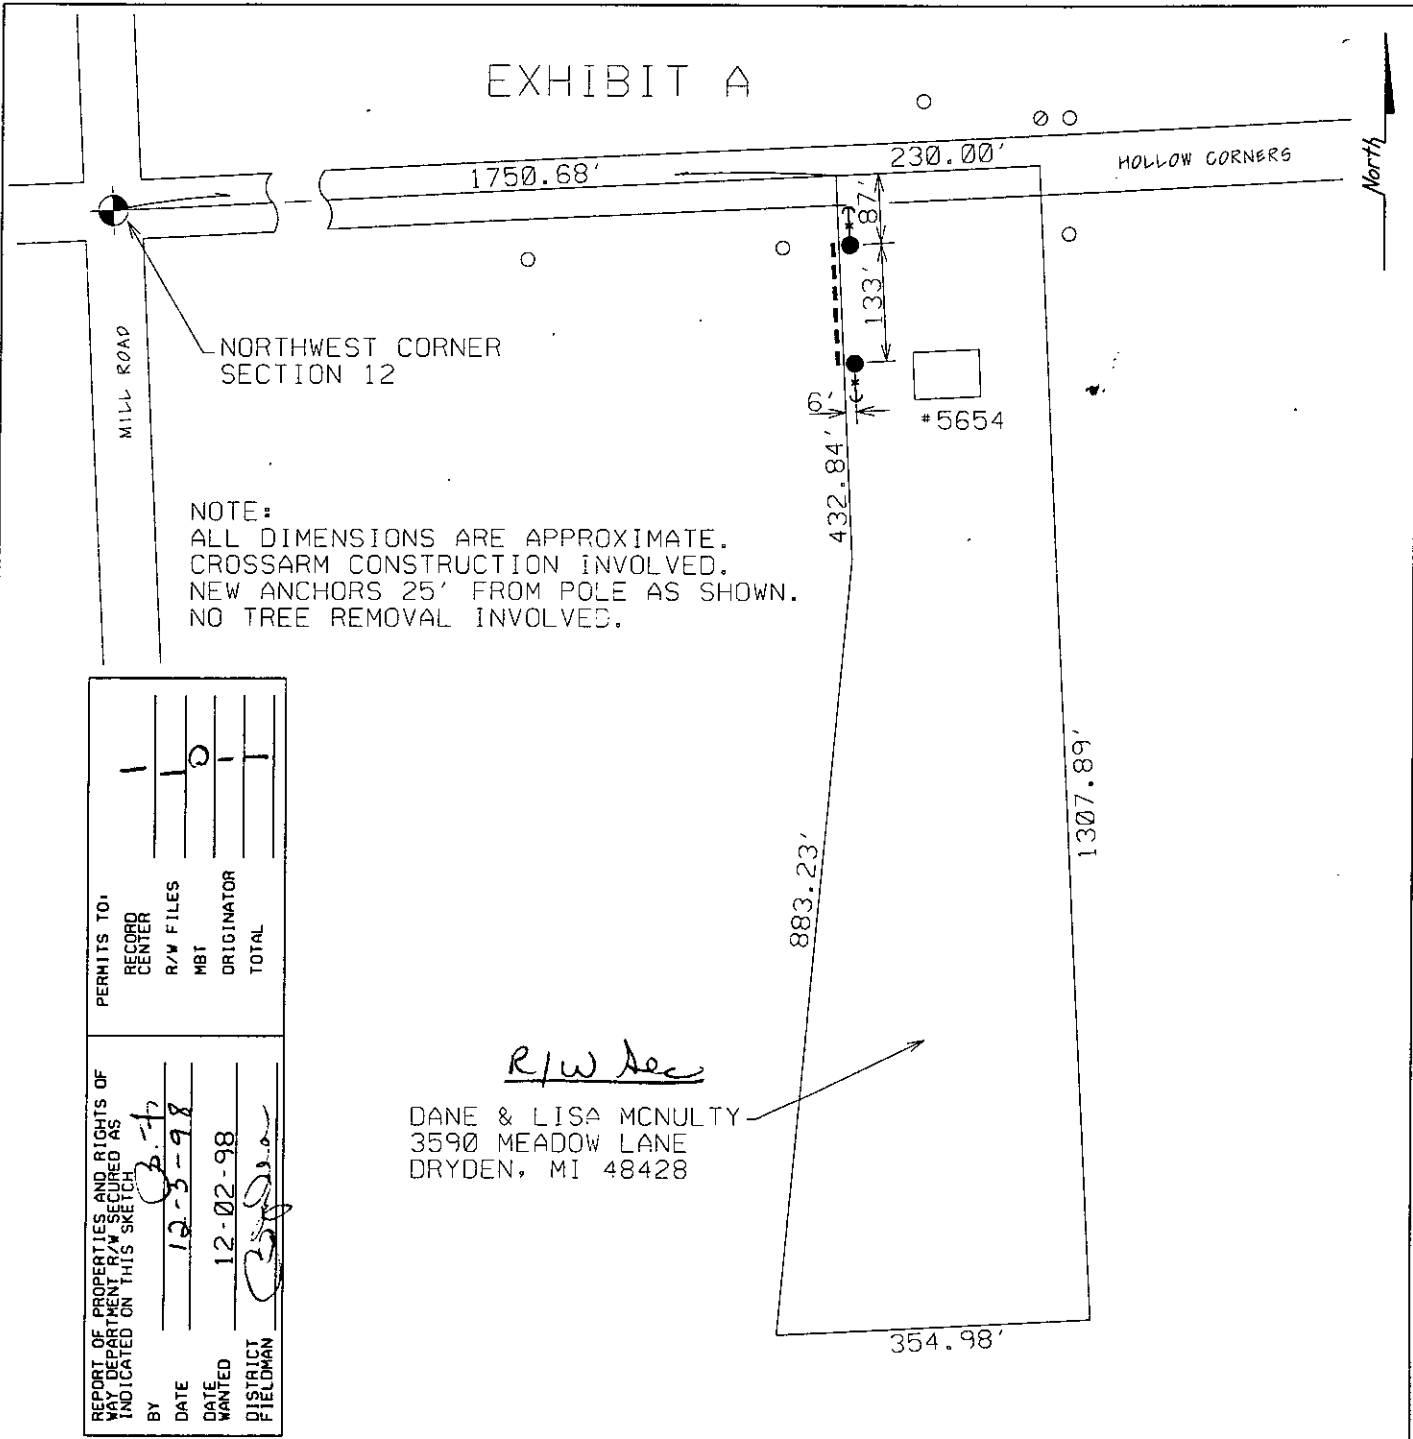 EXHIBIT A
North
230.00'
1750.68'
HOLLOW CORNERS
87'
133'
NORTHWEST CORNER
SECTION 12
MILL ROAD
6'
#5654
432.84'
NOTE:
ALL DIMENSIONS ARE APPROXIMATE.
CROSSARM CONSTRUCTION INVOLVED.
NEW ANCHORS 25' FROM POLE AS SHOWN.
NO TREE REMOVAL INVOLVED.
883.23'
1307.89'
354.98'
R/W Sec
DANE & LISA MCNULTY
3590 MEADOW LANE
DRYDEN, MI 48428
PERMITS TO:
RECORD
CENTER 1
R/W FILES 1
MBT 0
ORIGINATOR 1
TOTAL 1
REPORT OF PROPERTIES AND RIGHTS OF
WAY DEPARTMENT R/W SECURED AS
INDICATED ON THIS SKETCH
BY
DATE 12-3-98
DATE
WANTED 12-02-98
DISTRICT
FIELDMAN